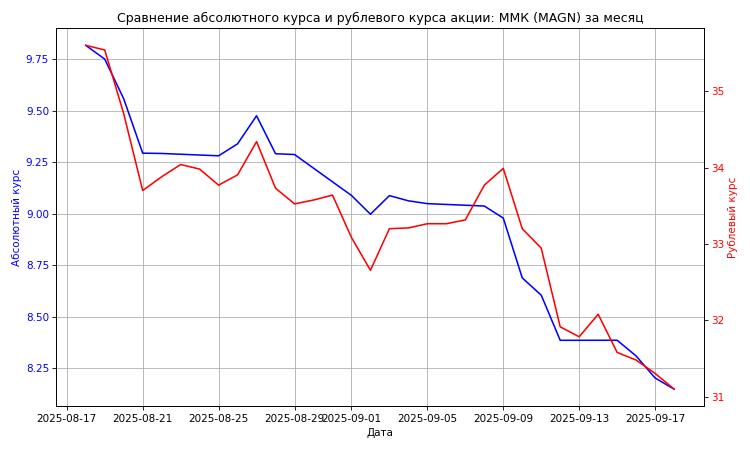 Сравнение абсолютного курса и рублевого курса акции: ММК (MAGN) за месяц
Абсолютный курс
9.75
9.50
9.25
9.00
8.75
8.50
8.25
35
34
33
32
31
Рублевый курс
2025-08-17 2025-08-21 2025-08-25 2025-08-29 2025-09-01 2025-09-05 2025-09-09 2025-09-13 2025-09-17
Дата